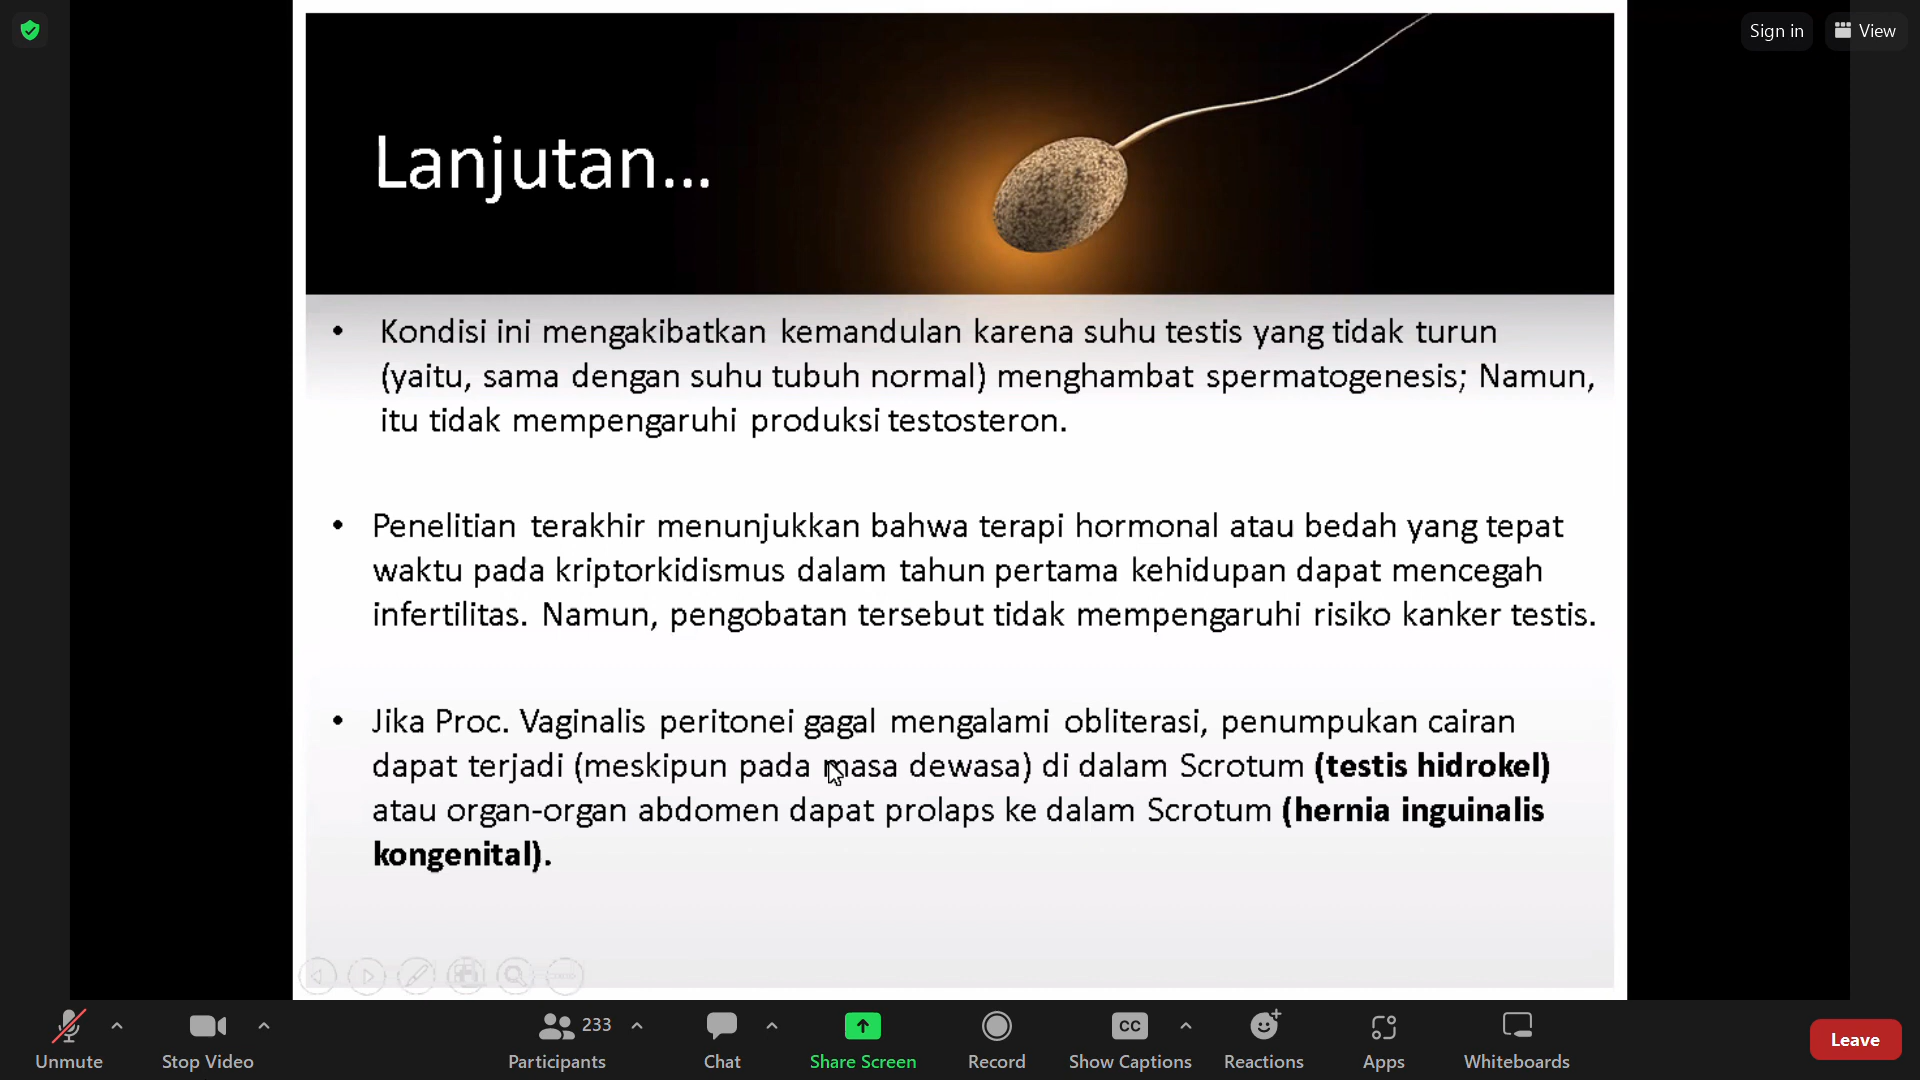 Sign in
View
Lanjutan...
• Kondisi ini mengakibatkan kemandulan karena suhu testis yang tidak turun
(yaitu, sama dengan suhu tubuh normal) menghambat spermatogenesis; Namun,
itu tidak mempengaruhi produksi testosteron.
• Penelitian terakhir menunjukkan bahwa terapi hormonal atau bedah yang tepat
waktu pada kriptorkidismus dalam tahun pertama kehidupan dapat mencegah
infertilitas. Namun, pengobatan tersebut tidak mempengaruhi risiko kanker testis.
• Jika Proc. Vaginalis peritonei gagal mengalami obliterasi, penumpukan cairan
dapat terjadi (meskipun pada masa dewasa) di dalam Scrotum (testis hidrokel)
atau organ-organ abdomen dapat prolaps ke dalam Scrotum (hernia inguinalis
kongenital).
Unmute
Stop Video
233
Participants
Chat
Share Screen
Record
CC
Show Captions
Reactions
Apps
Whiteboards
Leave